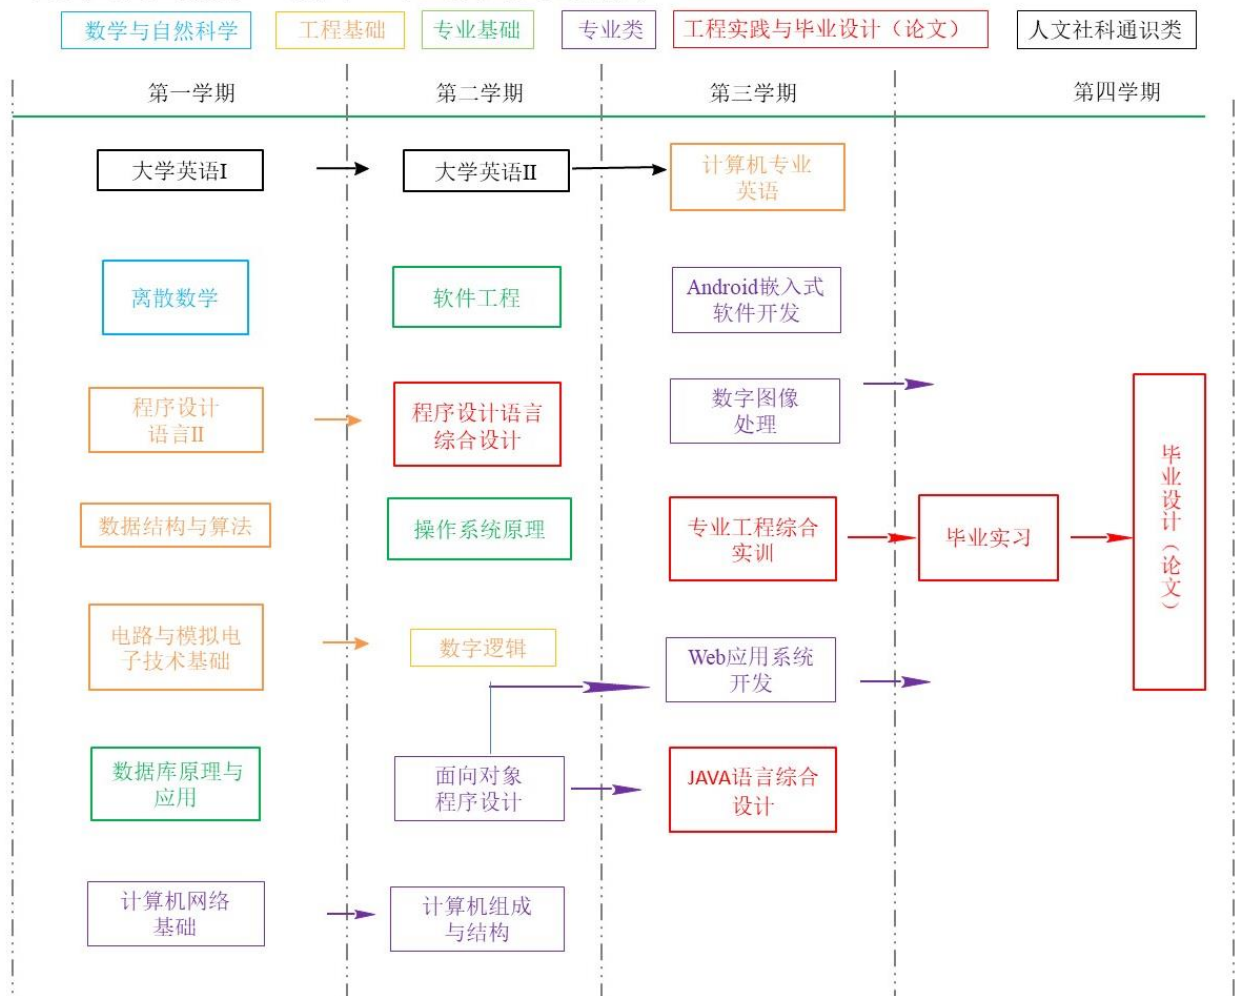 数学与自然科学
工程基础
专业基础
专业类
工程实践与毕业设计（论文）
人文社科通识类
第一学期
第二学期
第三学期
第四学期
大学英语I
大学英语II
计算机专业
英语
离散数学
软件工程
Android嵌入式
软件开发
程序设计
语言II
程序设计语言
综合设计
数字图像
处理
数据结构与算法
操作系统原理
专业工程综合
实训
毕业实习
毕业设计（论文）
电路与模拟电
子技术基础
数字逻辑
Web应用系统
开发
数据库原理与
应用
面向对象
程序设计
JAVA语言综合
设计
计算机网络
基础
计算机组成
与结构